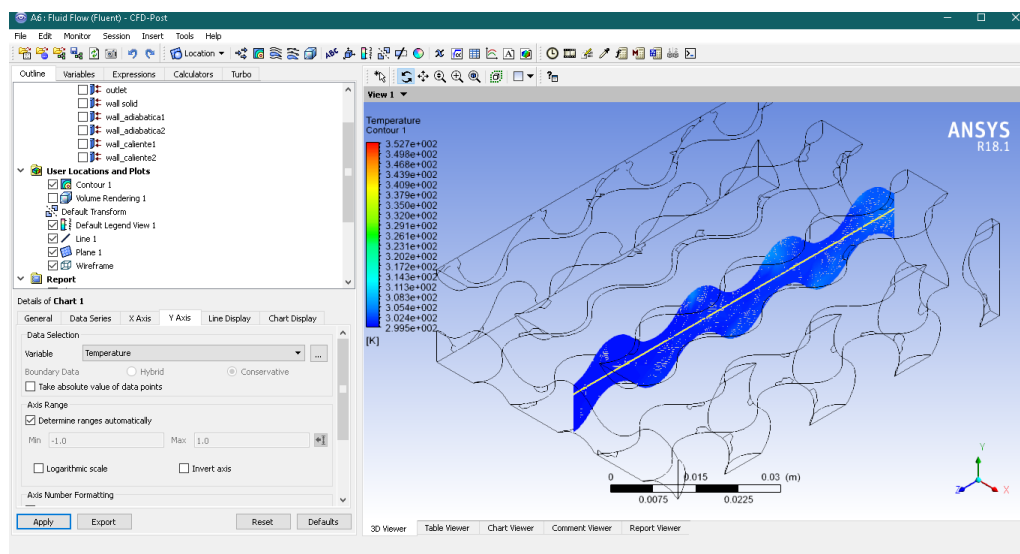 A6 : Fluid Flow (Fluent) - CFD-Post
File Edit Monitor Session Insert Tools Help
Location
Outline Variables Expressions Calculators Turbo
outlet
wall solid
wall_adiabatica1
wall_adiabatica2
wall_caliente1
wall_caliente2
User Locations and Plots
Contour 1
Volume Rendering 1
Default Transform
Default Legend View 1
Line 1
Plane 1
Wireframe
Report
Details of Chart 1
General Data Series X Axis Y Axis Line Display Chart Display
Data Selection
Variable Temperature ...
Boundary Data Hybrid Conservative
Take absolute value of data points
Axis Range
Determine ranges automatically
Min -1.0 Max 1.0
Logarithmic scale Invert axis
Axis Number Formatting
Apply Export Reset Defaults
View 1
Temperature
Contour 1
3.527e+002
3.498e+002
3.468e+002
3.439e+002
3.409e+002
3.379e+002
3.350e+002
3.320e+002
3.291e+002
3.261e+002
3.231e+002
3.202e+002
3.172e+002
3.143e+002
3.113e+002
3.083e+002
3.054e+002
3.024e+002
2.995e+002
[K]
ANSYS
R18.1
0 0.015 0.03 (m)
0.0075 0.0225
Y
Z X
3D Viewer Table Viewer Chart Viewer Comment Viewer Report Viewer